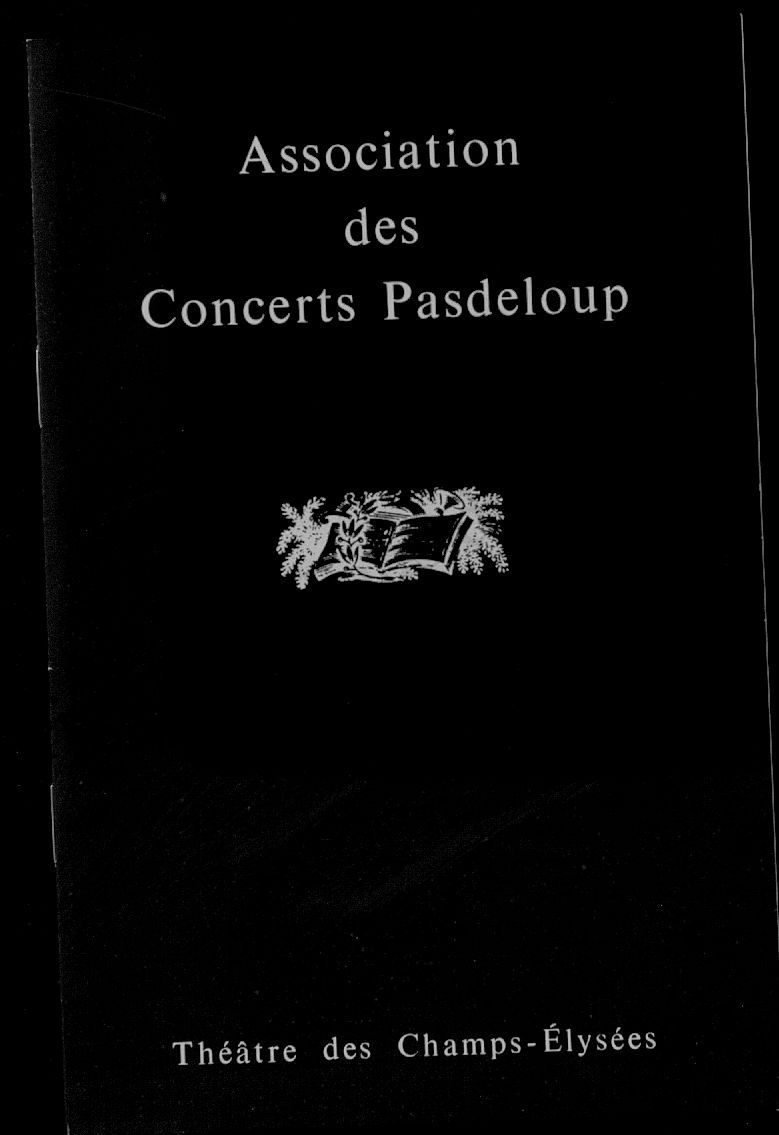 Association
des
Concerts Pasdeloup
Théâtre des Champs-Élysées